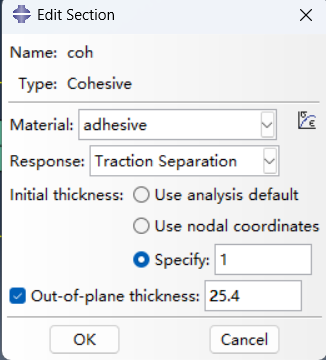 Edit Section
Name: coh
Type: Cohesive
Material: adhesive
Response: Traction Separation
Initial thickness: Use analysis default
Use nodal coordinates
Specify: 1
Out-of-plane thickness: 25.4
OK Cancel